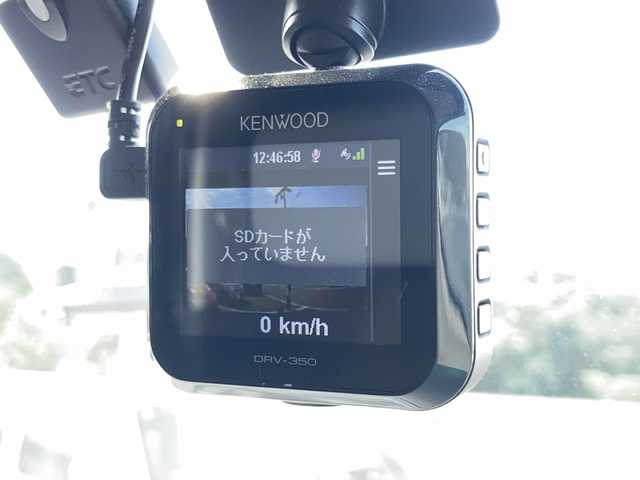 ETC
KENWOOD
12:46:58
SDカードが
入っていません
0 km/h
DRV-350